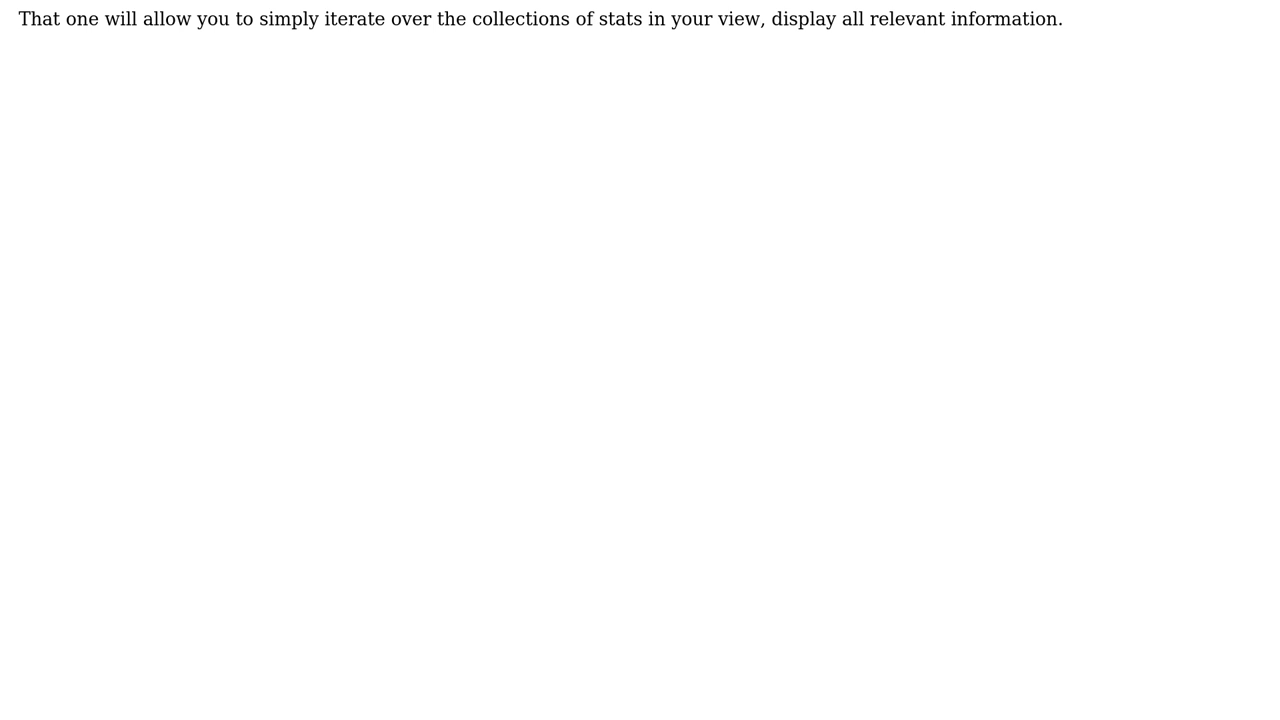 That one will allow you to simply iterate over the collections of stats in your view, display all relevant information.